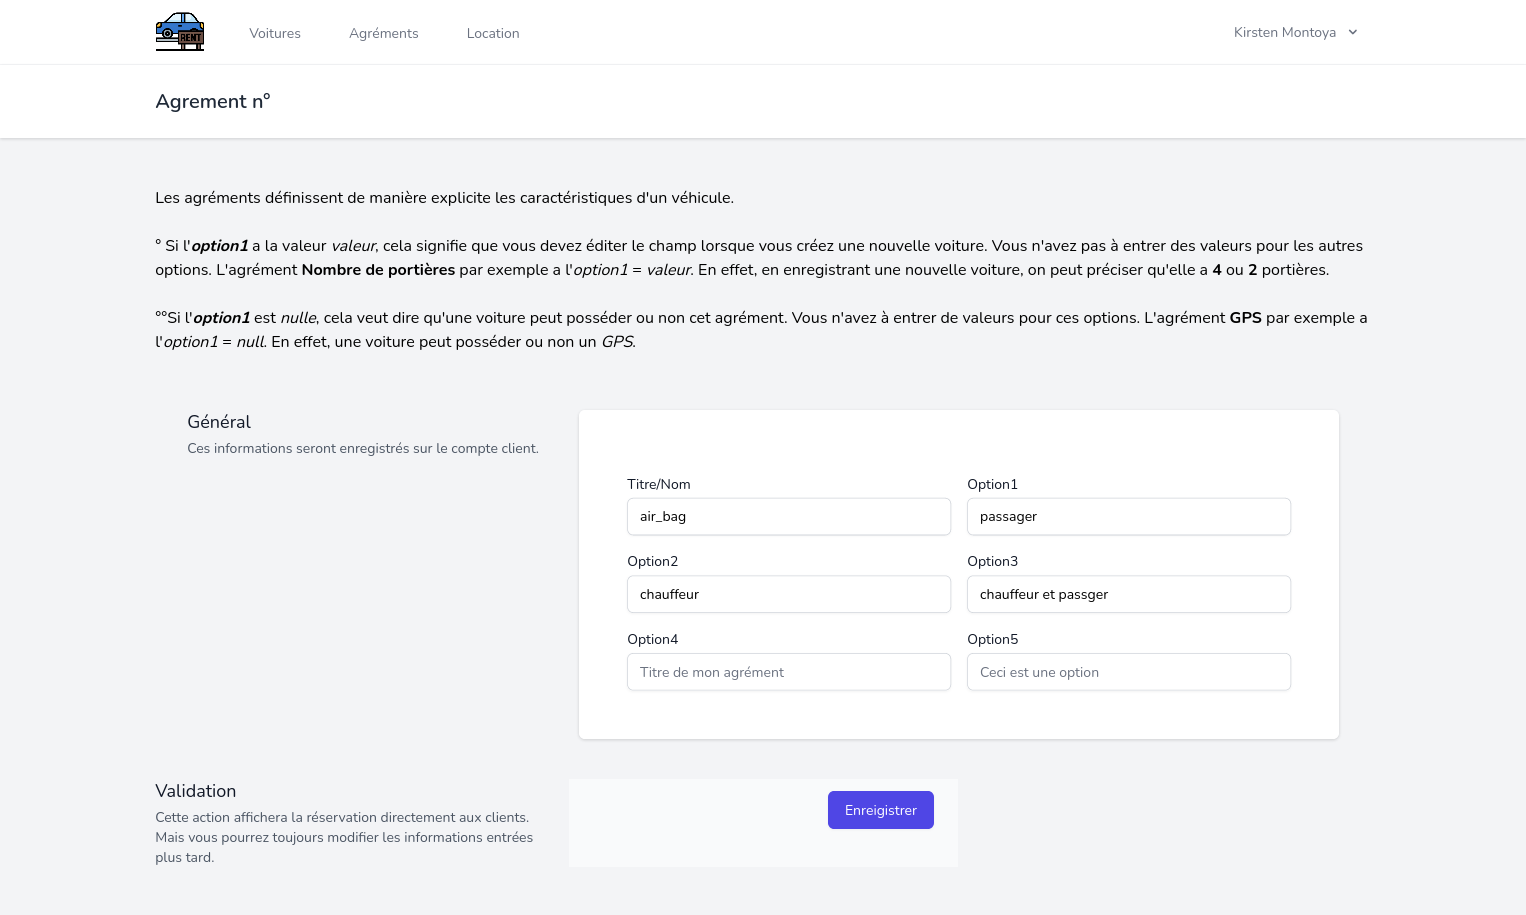 RENT
Voitures
Agréments
Location
Kirsten Montoya
Agrement n°
Les agréments définissent de manière explicite les caractéristiques d'un véhicule.
° Si l'option1 a la valeur valeur, cela signifie que vous devez éditer le champ lorsque vous créez une nouvelle voiture. Vous n'avez pas à entrer des valeurs pour les autres
options. L'agrément Nombre de portières par exemple a l'option1 = valeur. En effet, en enregistrant une nouvelle voiture, on peut préciser qu'elle a 4 ou 2 portières.
°°Si l'option1 est nulle, cela veut dire qu'une voiture peut posséder ou non cet agrément. Vous n'avez à entrer de valeurs pour ces options. L'agrément GPS par exemple a
l'option1 = null. En effet, une voiture peut posséder ou non un GPS.
Général
Ces informations seront enregistrés sur le compte client.
Titre/Nom
air_bag
Option1
passager
Option2
chauffeur
Option3
chauffeur et passger
Option4
Titre de mon agrément
Option5
Ceci est une option
Validation
Cette action affichera la réservation directement aux clients.
Mais vous pourrez toujours modifier les informations entrées
plus tard.
Enreigistrer